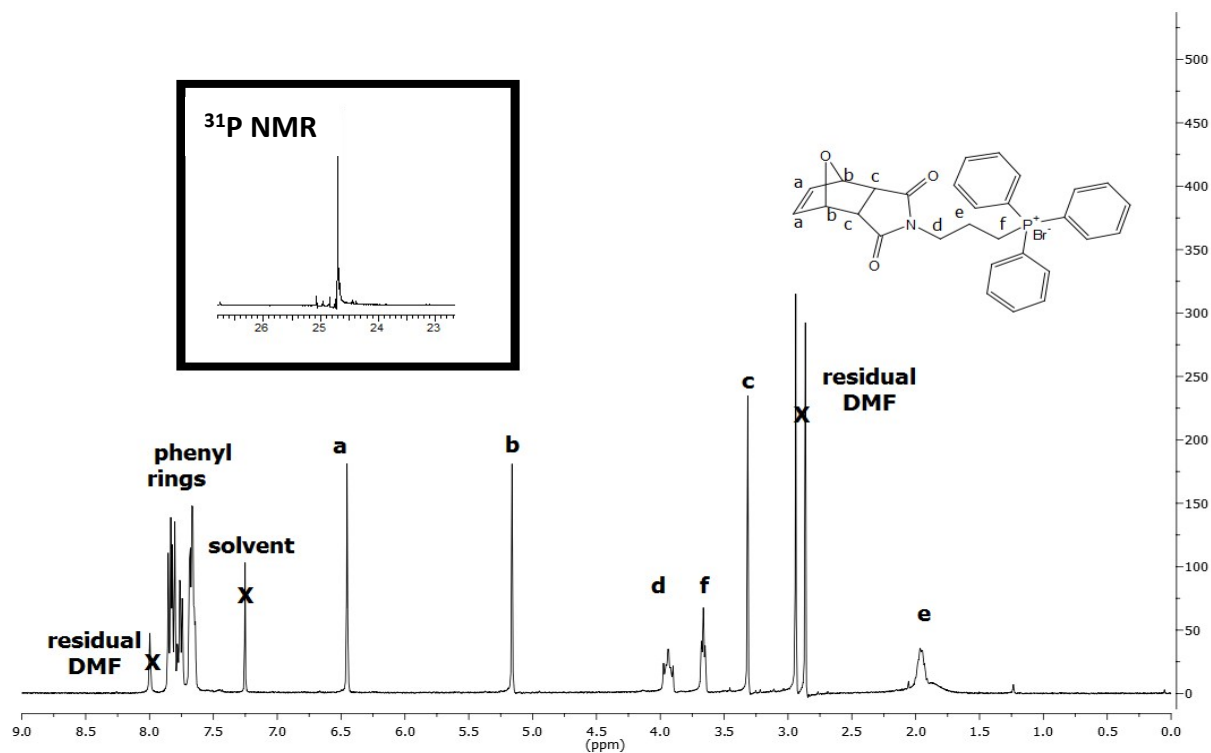 ³¹P NMR
26 25 24 23
O
a b c O
a b c N d e f P⁺
Br⁻
O
phenyl
rings
solvent
X
residual
DMF
X
a
b
d
f
c
residual
DMF
X
e
500
450
400
350
300
250
200
150
100
50
0
9.0 8.5 8.0 7.5 7.0 6.5 6.0 5.5 5.0 4.5 4.0 3.5 3.0 2.5 2.0 1.5 1.0 0.5 0.0
(ppm)